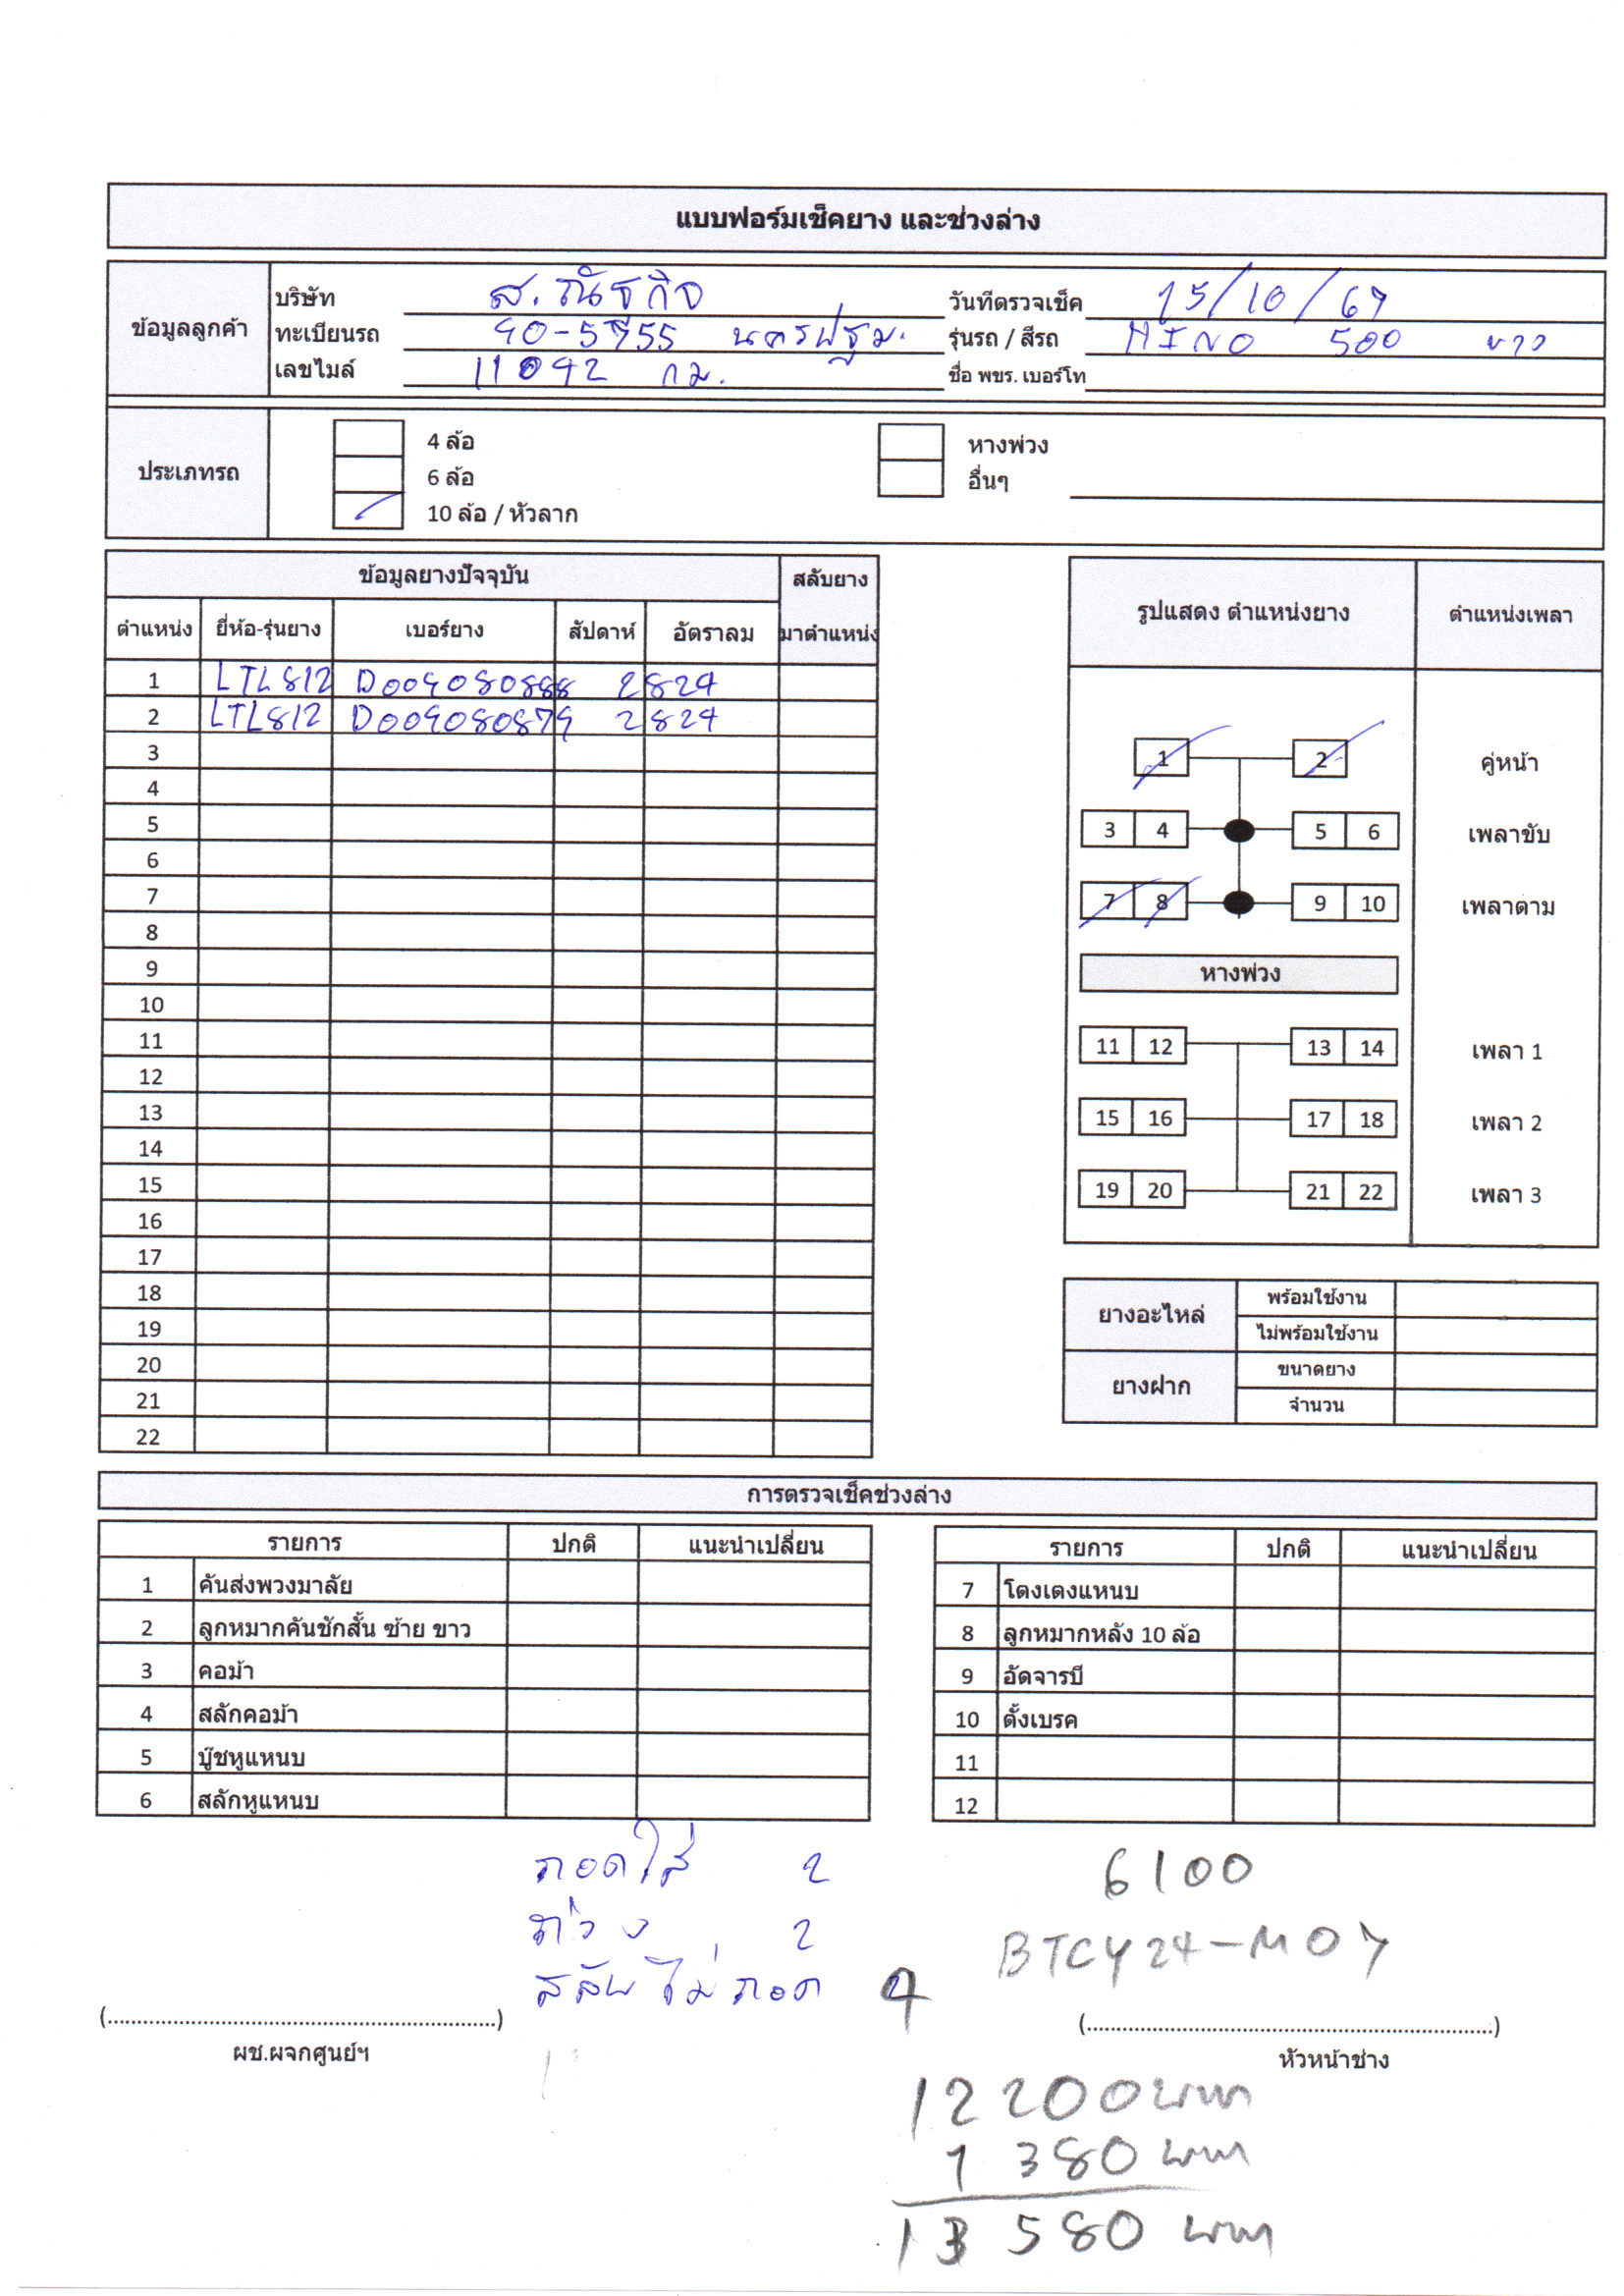 แบบฟอร์มเช็คยาง และช่วงล่าง
ข้อมูลลูกค้า
บริษัท ส.ณัฐกิจ วันที่ตรวจเช็ค 15/10/67
ทะเบียนรถ 90-5755 นครปฐม. รุ่นรถ / สีรถ HINO 500 ขาว
เลขไมล์ 11092 กม. ชื่อ พขร. เบอร์โท
ประเภทรถ
4 ล้อ หางพ่วง
6 ล้อ อื่นๆ
10 ล้อ / หัวลาก
ข้อมูลยางปัจจุบัน สลับยาง
ตำแหน่ง ยี่ห้อ-รุ่นยาง เบอร์ยาง สัปดาห์ อัตราลม มาตำแหน่ง
1 LTL812 D009080888 2824
2 LTL812 D009080879 2824
3
4
5
6
7
8
9
10
11
12
13
14
15
16
17
18
19
20
21
22
รูปแสดง ตำแหน่งยาง ตำแหน่งเพลา
1 2 คู่หน้า
3 4 5 6 เพลาขับ
7 8 9 10 เพลาตาม
หางพ่วง
11 12 13 14 เพลา 1
15 16 17 18 เพลา 2
19 20 21 22 เพลา 3
ยางอะไหล่ พร้อมใช้งาน
ไม่พร้อมใช้งาน
ยางฝาก ขนาดยาง
จำนวน
การตรวจเช็คช่วงล่าง
รายการ ปกติ แนะนำเปลี่ยน
1 คันส่งพวงมาลัย
2 ลูกหมากคันชักสั้น ซ้าย ขาว
3 คอม้า
4 สลักคอม้า
5 บู๊ชหูแหนบ
6 สลักหูแหนบ
รายการ ปกติ แนะนำเปลี่ยน
7 โตงเตงแหนบ
8 ลูกหมากหลัง 10 ล้อ
9 อัดจารบี
10 ตั้งเบรค
11
12
ถอดใส่ 2 6100
ถ่วง 2 BTCY24-M07
สลับไม่ถอด 4
(................................................................)
ผช.ผจกศูนย์ฯ
(................................................................)
หัวหน้าช่าง
12200 บาท
1 380 บาท
13 580 บาท